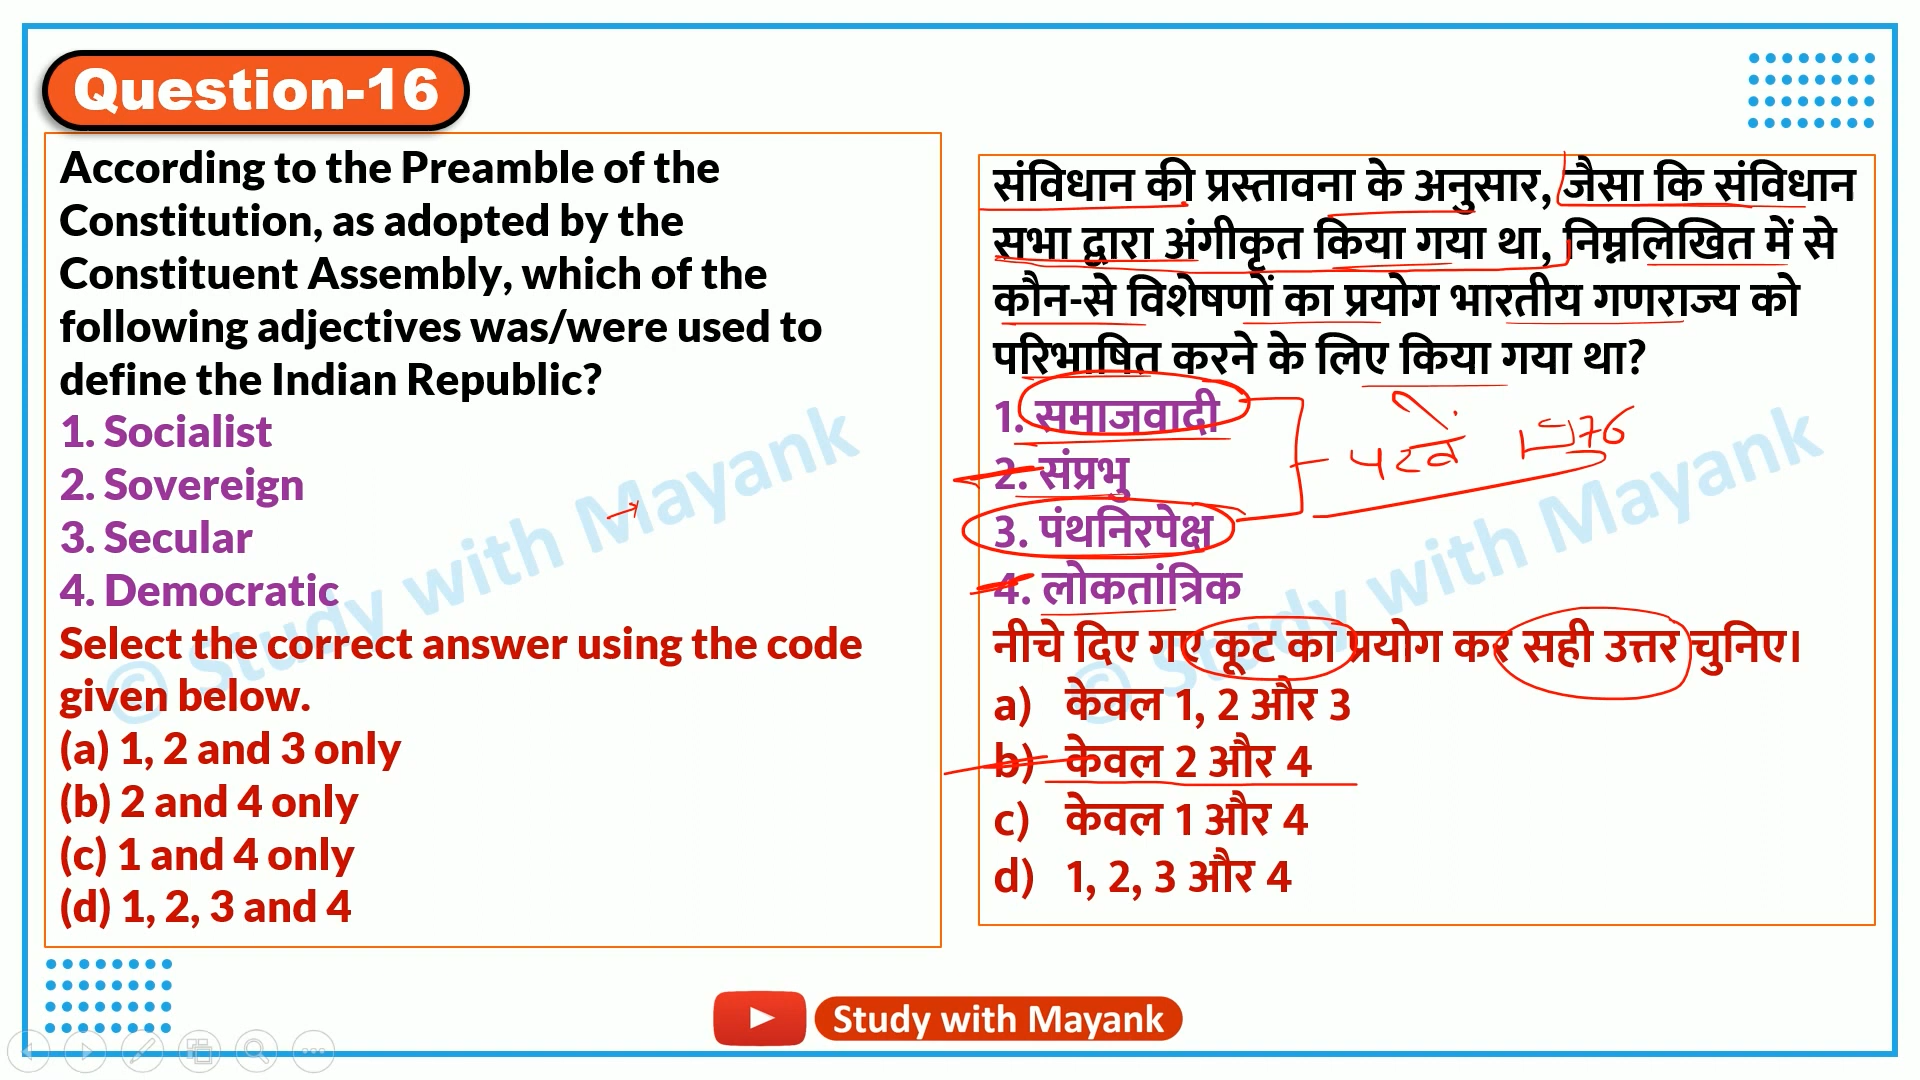 Question-16
According to the Preamble of the
Constitution, as adopted by the
Constituent Assembly, which of the
following adjectives was/were used to
define the Indian Republic?
1. Socialist
2. Sovereign
3. Secular
4. Democratic
Select the correct answer using the code
given below.
(a) 1, 2 and 3 only
(b) 2 and 4 only
(c) 1 and 4 only
(d) 1, 2, 3 and 4
© Study with Mayank
संविधान की प्रस्तावना के अनुसार, जैसा कि संविधान
सभा द्वारा अंगीकृत किया गया था, निम्नलिखित में से
कौन-से विशेषणों का प्रयोग भारतीय गणराज्य को
परिभाषित करने के लिए किया गया था?
1. समाजवादी
2. संप्रभु
3. पंथनिरपेक्ष
4. लोकतांत्रिक
नीचे दिए गए कूट का प्रयोग कर सही उत्तर चुनिए।
a) केवल 1, 2 और 3
b) केवल 2 और 4
c) केवल 1 और 4
d) 1, 2, 3 और 4
© Study with Mayank
Study with Mayank